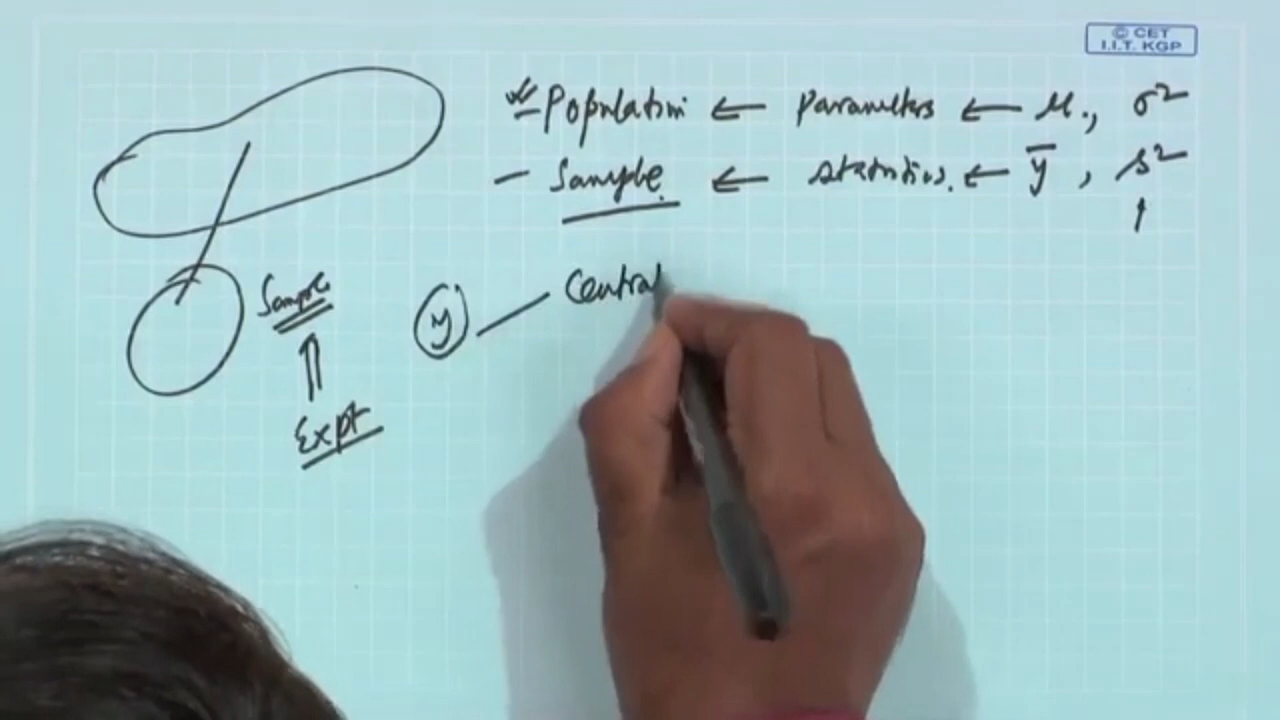 © CET
I.I.T. KGP
Population ← parameters ← μ, σ²
- Sample ← statistics ← ȳ, s²
Sample
y — Central
Expt